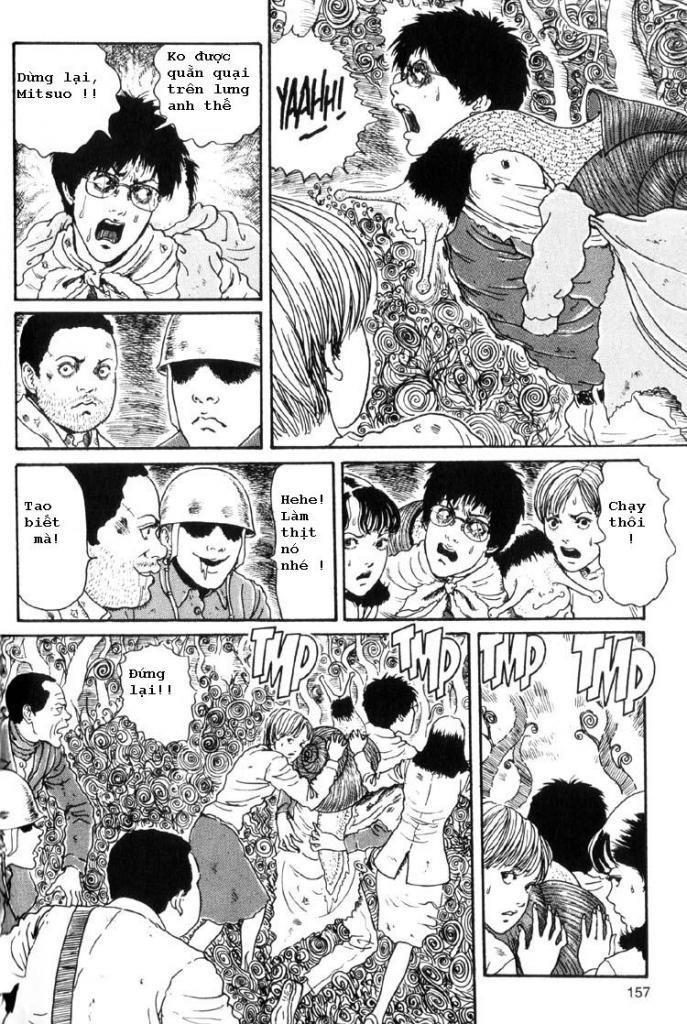 YAAHH!
Ko được
quằn quại
trên lưng
anh thế
Dừng lại,
Mitsuo !!
Chạy
thôi
!
Hehe!
Làm
thịt
nó
nhé !
Tao
biết
mà!
TMP
TMP
TMP
TMP
Đứng
lại!!
157